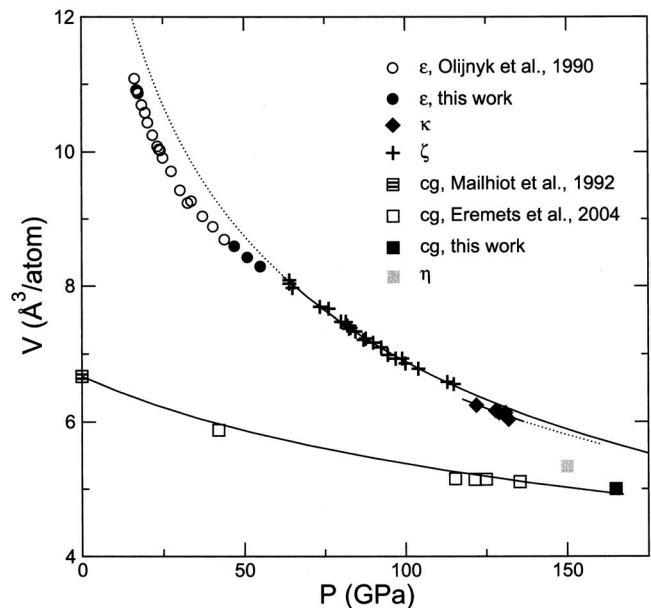 12
10
8
6
4
V (Å³/atom)
ε, Olijnyk et al., 1990
ε, this work
κ
ζ
cg, Mailhiot et al., 1992
cg, Eremets et al., 2004
cg, this work
η
0 50 100 150
P (GPa)